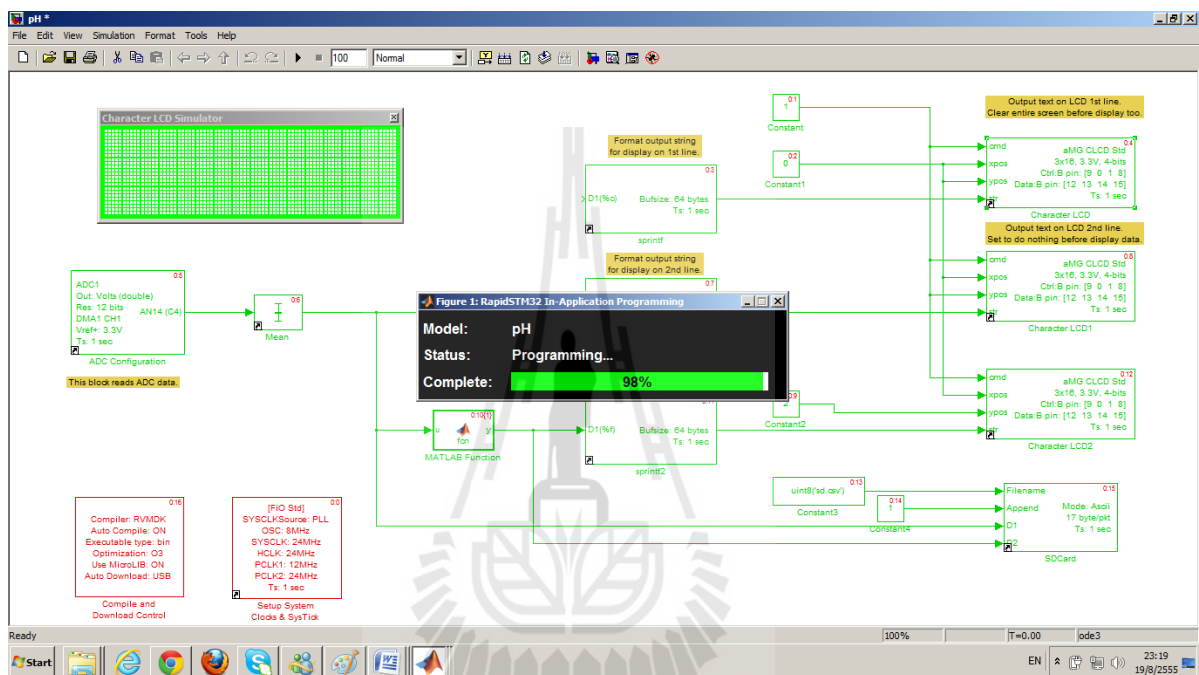 pH *
File Edit View Simulation Format Tools Help
100 Normal
Character LCD Simulator
0:1
1
Constant
0:2
0
Constant1
Output text on LCD 1st line.
Clear entire screen before display too.
cmd
xpos
ypos
str
0:4
aMG CLCD Std
3x16, 3.3V, 4-bits
Ctrl:B pin: [9 0 1 8]
Data:B pin: [12 13 14 15]
Ts: 1 sec
Character LCD
Format output string
for display on 1st line.
0:3
D1(%c)
Bufsize: 64 bytes
Ts: 1 sec
sprintf
Output text on LCD 2nd line.
Set to do nothing before display data.
cmd
xpos
ypos
str
0:8
aMG CLCD Std
3x16, 3.3V, 4-bits
Ctrl:B pin: [9 0 1 8]
Data:B pin: [12 13 14 15]
Ts: 1 sec
Character LCD1
Format output string
for display on 2nd line.
0:7
0:5
ADC1
Out: Volts (double)
Res: 12 bits
DMA1 CH1
Vref+: 3.3V
Ts: 1 sec
AN14 (C4)
ADC Configuration
This block reads ADC data.
0:6
Mean
Figure 1: RapidSTM32 In-Application Programming
Model: pH
Status: Programming...
Complete: 98%
0:9
2
Constant2
cmd
xpos
ypos
str
0:12
aMG CLCD Std
3x16, 3.3V, 4-bits
Ctrl:B pin: [9 0 1 8]
Data:B pin: [12 13 14 15]
Ts: 1 sec
Character LCD2
0:10{1}
u
fcn
y
MATLAB Function
D1(%f)
Bufsize: 64 bytes
Ts: 1 sec
sprintf2
0:13
uint8('sd.csv')
Constant3
0:14
1
Constant4
Filename
Append
D1
D2
0:15
Mode: Ascii
17 byte/pkt
Ts: 1 sec
SDCard
0:16
Compiler: RVMDK
Auto Compile: ON
Executable type: bin
Optimization: O3
Use MicroLIB: ON
Auto Download: USB
Compile and
Download Control
0:0
[FiO Std]
SYSCLKSource: PLL
OSC: 8MHz
SYSCLK: 24MHz
HCLK: 24MHz
PCLK1: 12MHz
PCLK2: 24MHz
Ts: 1 sec
Setup System
Clocks & SysTick
Ready 100% T=0.00 ode3
Start EN 23:19
19/8/2555